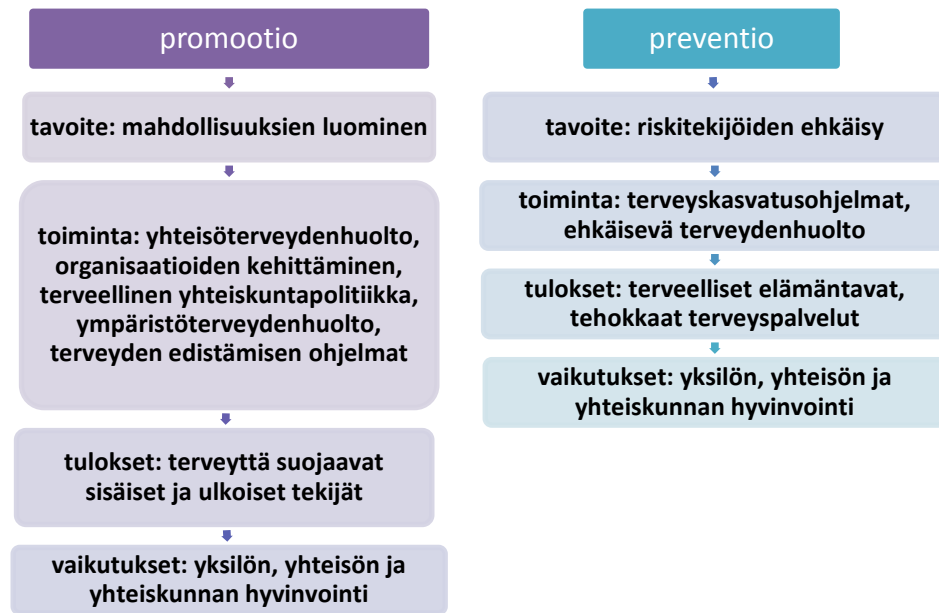 promootio
tavoite: mahdollisuuksien luominen
toiminta: yhteisöterveydenhuolto,
organisaatioiden kehittäminen,
terveellinen yhteiskuntapolitiikka,
ympäristöterveydenhuolto,
terveyden edistämisen ohjelmat
tulokset: terveyttä suojaavat
sisäiset ja ulkoiset tekijät
vaikutukset: yksilön, yhteisön ja
yhteiskunnan hyvinvointi
preventio
tavoite: riskitekijöiden ehkäisy
toiminta: terveyskasvatusohjelmat,
ehkäisevä terveydenhuolto
tulokset: terveelliset elämäntavat,
tehokkaat terveyspalvelut
vaikutukset: yksilön, yhteisön ja
yhteiskunnan hyvinvointi